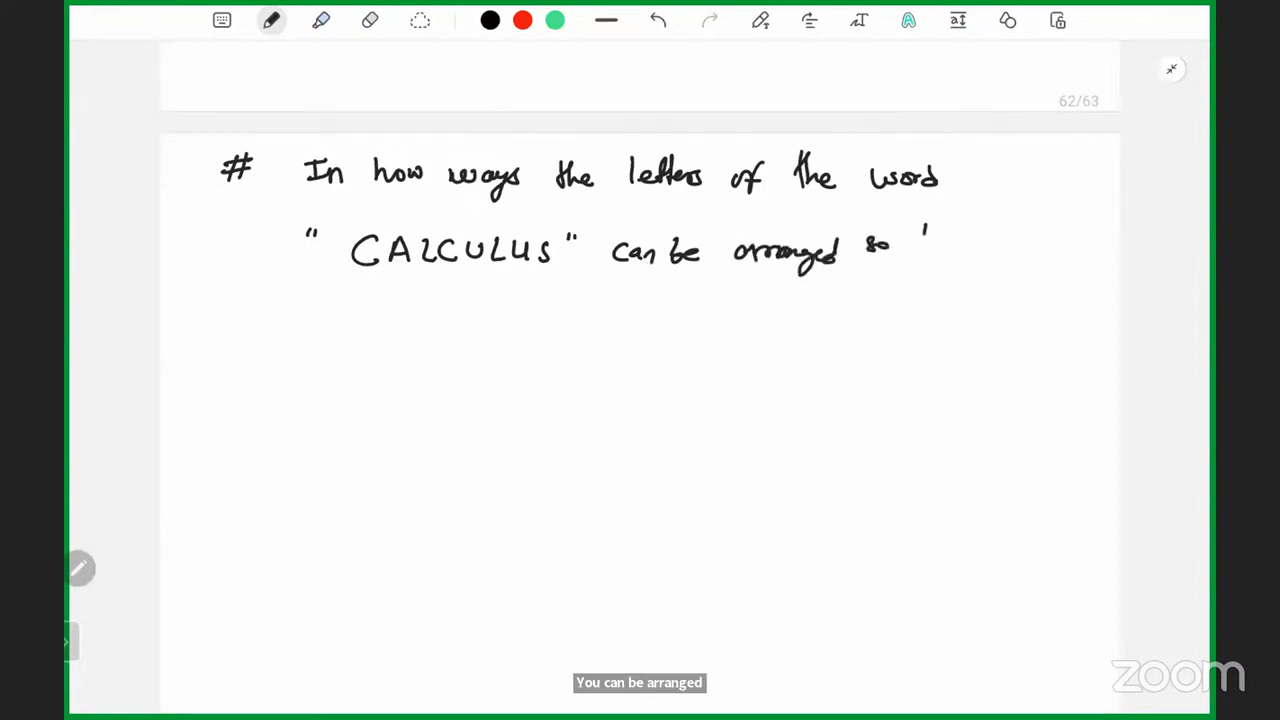 62/63
# In how ways the letters of the word
" CALCULUS " can be arranged so '
You can be arranged
zoom